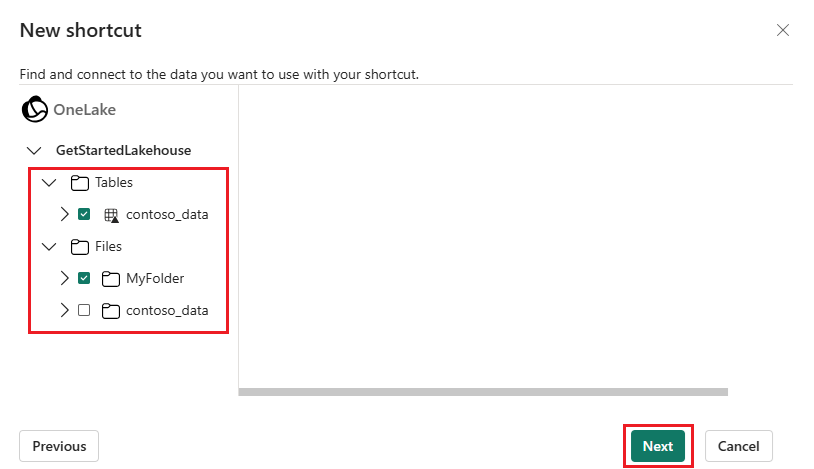 New shortcut
Find and connect to the data you want to use with your shortcut.
OneLake
GetStartedLakehouse
Tables
contoso_data
Files
MyFolder
contoso_data
Previous
Next
Cancel